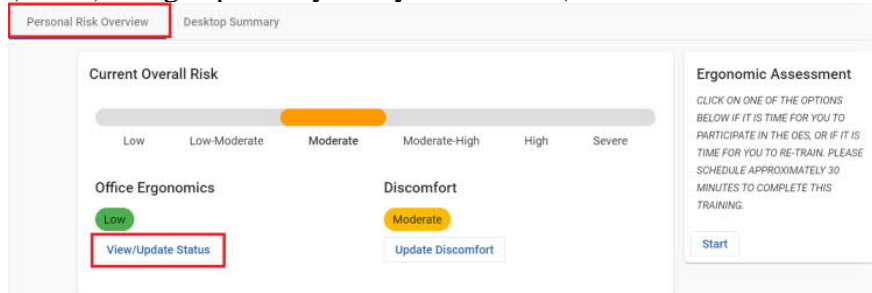 Personal Risk Overview Desktop Summary
Current Overall Risk
Low Low-Moderate Moderate Moderate-High High Severe
Office Ergonomics Discomfort
Low Moderate
View/Update Status Update Discomfort
Ergonomic Assessment
CLICK ON ONE OF THE OPTIONS
BELOW IF IT IS TIME FOR YOU TO
PARTICIPATE IN THE OES, OR IF IT IS
TIME FOR YOU TO RE-TRAIN. PLEASE
SCHEDULE APPROXIMATELY 30
MINUTES TO COMPLETE THIS
TRAINING.
Start